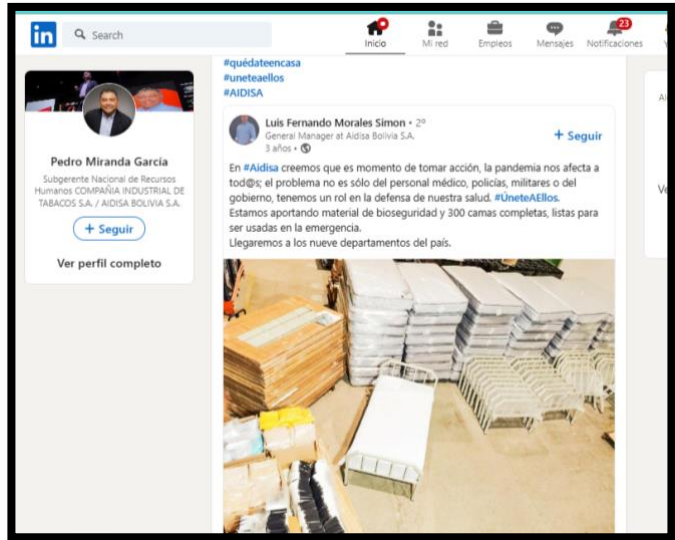 in
Search
Inicio
Mi red
Empleos
Mensajes
23
Notificaciones
Pedro Miranda García
Subgerente Nacional de Recursos
Humanos COMPAÑIA INDUSTRIAL DE
TABACOS S.A. / AIDISA BOLIVIA S.A.
+ Seguir
Ver perfil completo
#quédateencasa
#uneteaellos
#AIDISA
Luis Fernando Morales Simon • 2º
General Manager at Aidisa Bolivia S.A.
3 años •
+ Seguir
En #Aidisa creemos que es momento de tomar acción, la pandemia nos afecta a
tod@s; el problema no es sólo del personal médico, policías, militares o del
gobierno, tenemos un rol en la defensa de nuestra salud. #ÚneteAEllos.
Estamos aportando material de bioseguridad y 300 camas completas, listas para
ser usadas en la emergencia.
Llegaremos a los nueve departamentos del país.